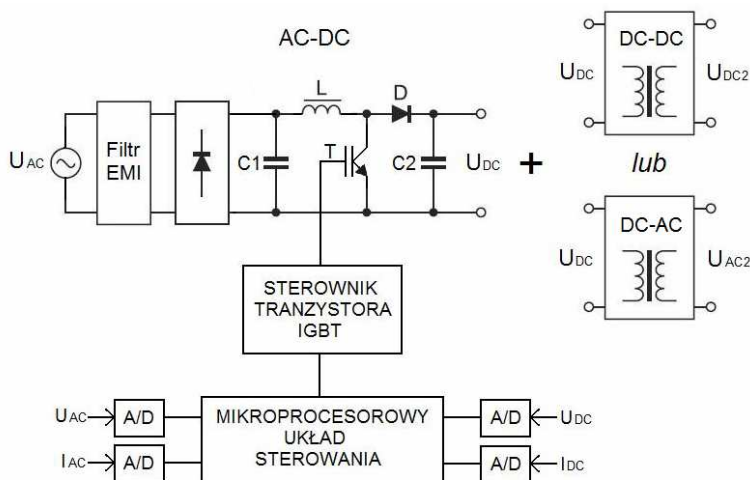 AC-DC
DC-DC
UDC
UDC2
L
D
Filtr
EMI
UAC
C1
T
C2
UDC
+
lub
DC-AC
UDC
UAC2
STEROWNIK
TRANZYSTORA
IGBT
UAC
A/D
MIKROPROCESOROWY
UKŁAD
STEROWANIA
A/D
UDC
IAC
A/D
A/D
IDC